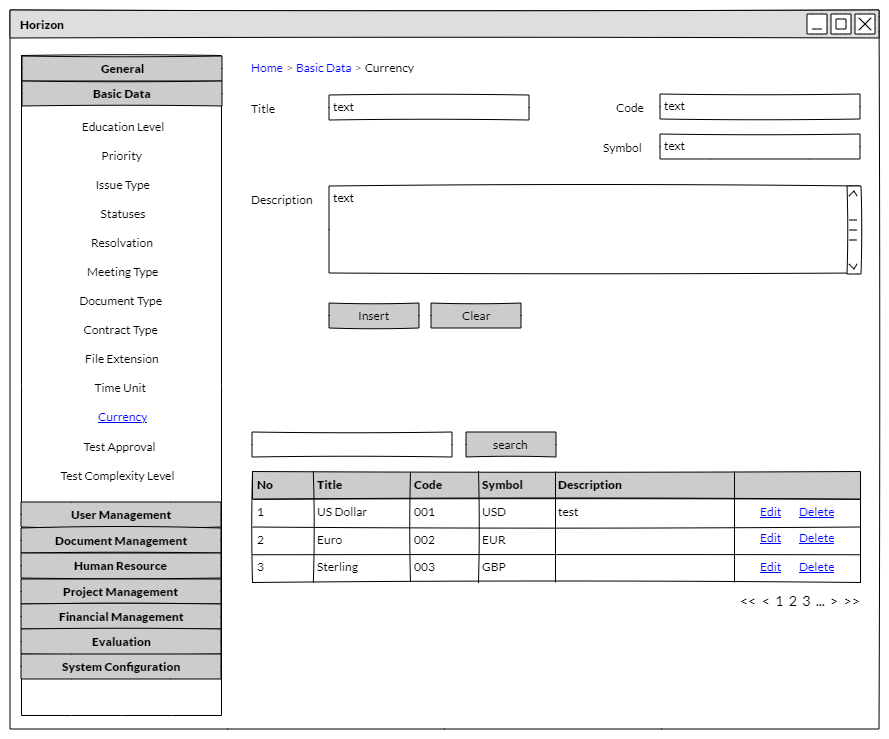 Horizon
General
Basic Data
Education Level
Priority
Issue Type
Statuses
Resolvation
Meeting Type
Document Type
Contract Type
File Extension
Time Unit
Currency
Test Approval
Test Complexity Level
User Management
Document Management
Human Resource
Project Management
Financial Management
Evaluation
System Configuration
Home > Basic Data > Currency
Title text Code text
Symbol text
Description text
Insert Clear
search
No Title Code Symbol Description
1 US Dollar 001 USD test Edit Delete
2 Euro 002 EUR Edit Delete
3 Sterling 003 GBP Edit Delete
<< < 1 2 3 ... > >>